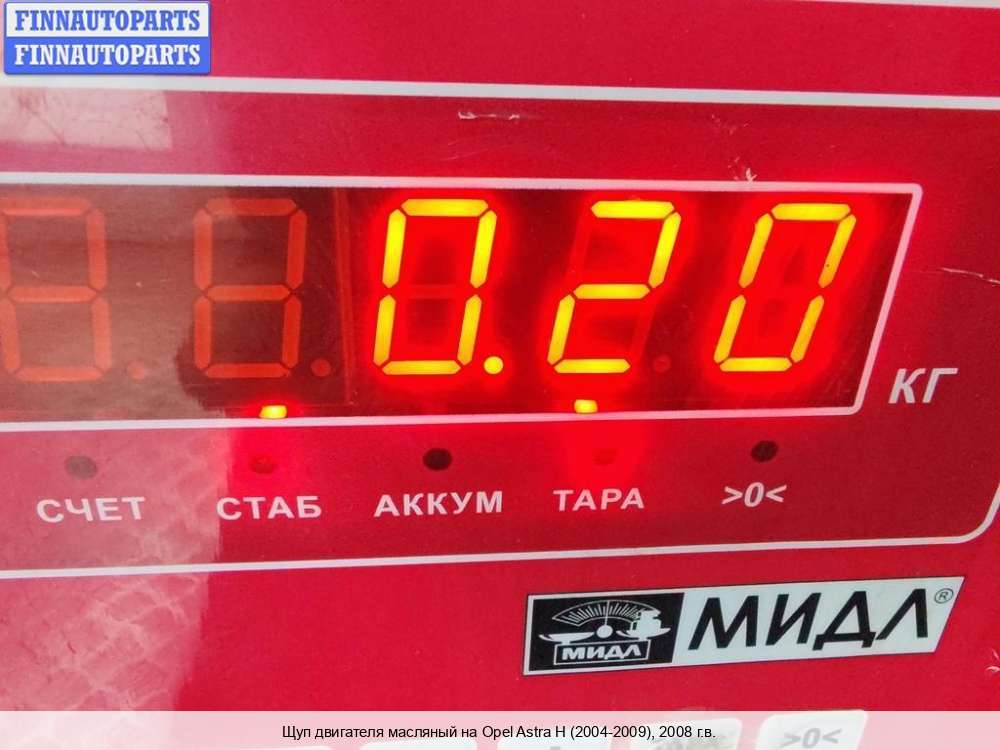 FINNAUTOPARTS
FINNAUTOPARTS
0.20
КГ
СЧЕТ СТАБ АККУМ ТАРА >0<
МИДЛ МИДЛ®
>0<
Щуп двигателя масляный на Opel Astra H (2004-2009), 2008 г.в.